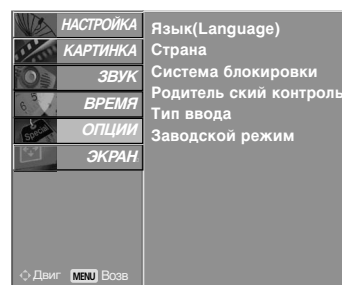 НАСТРОЙКА
КАРТИНКА
ЗВУК
ВРЕМЯ
ОПЦИИ
ЭКРАН
Язык(Language)
Страна
Система блокировки
Родитель ский контроль
Тип ввода
Заводской режим
Двиг MENU Возв
Special